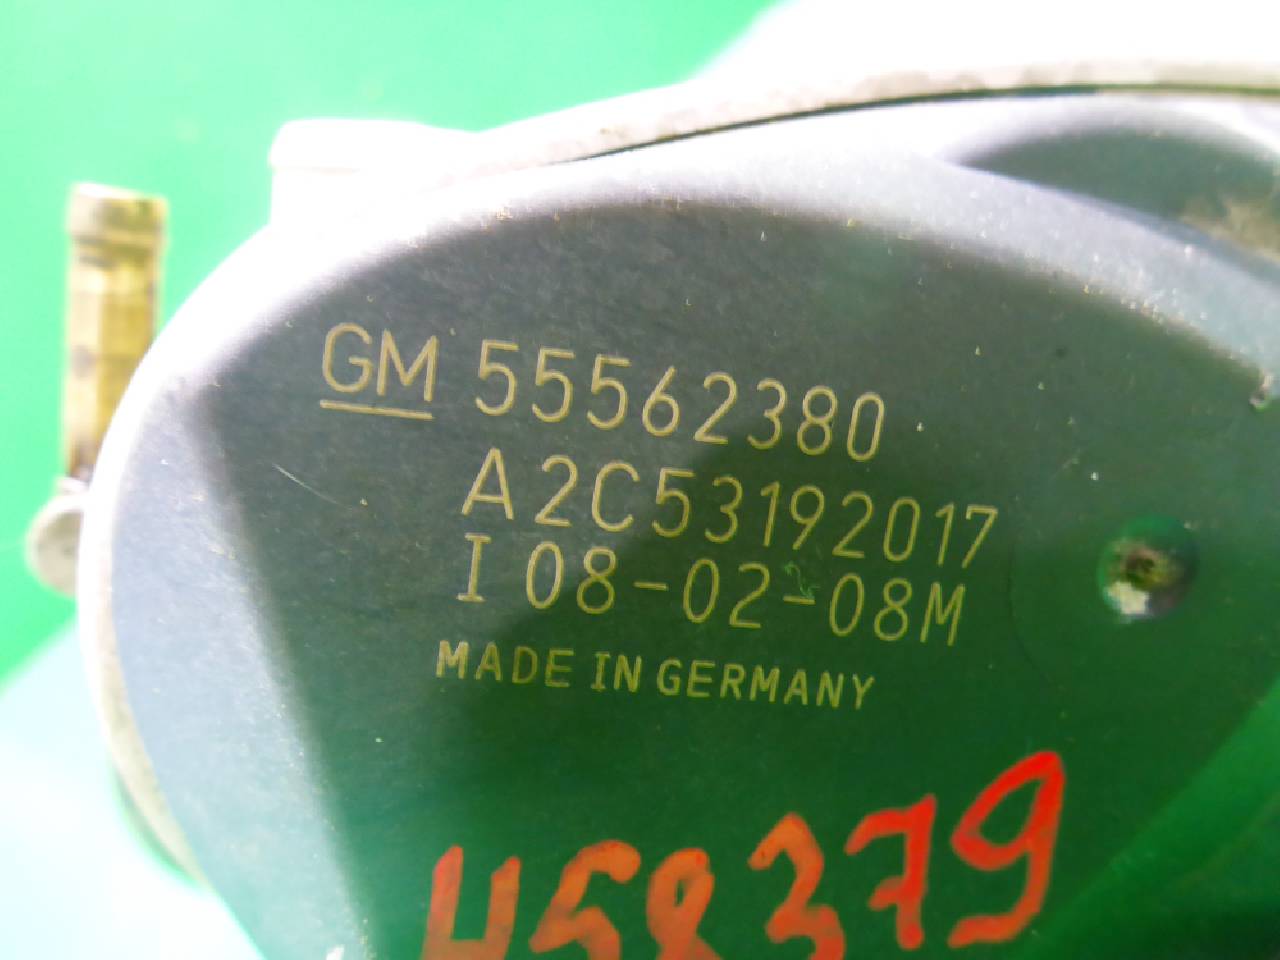 GM 55562380
A2C53192017
I 08-02-08M
MADE IN GERMANY
458379